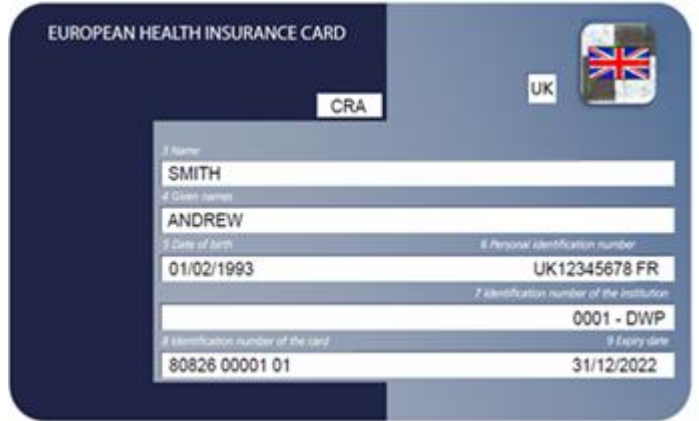 EUROPEAN HEALTH INSURANCE CARD
UK
CRA
3 Name
SMITH
4 Given names
ANDREW
5 Date of birth 6 Personal identification number
01/02/1993 UK12345678 FR
7 Identification number of the institution
0001 - DWP
8 Identification number of the card 9 Expiry date
80826 00001 01 31/12/2022